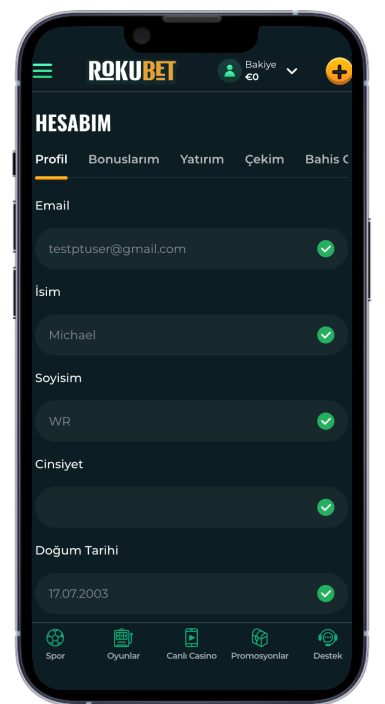 ROKUBET
Bakiye
€0
HESABIM
Profil Bonuslarım Yatırım Çekim Bahis
Email
testptuser@gmail.com
İsim
Michael
Soyisim
WR
Cinsiyet
Doğum Tarihi
17.07.2003
Spor Oyunlar Canlı Casino Promosyonlar Destek